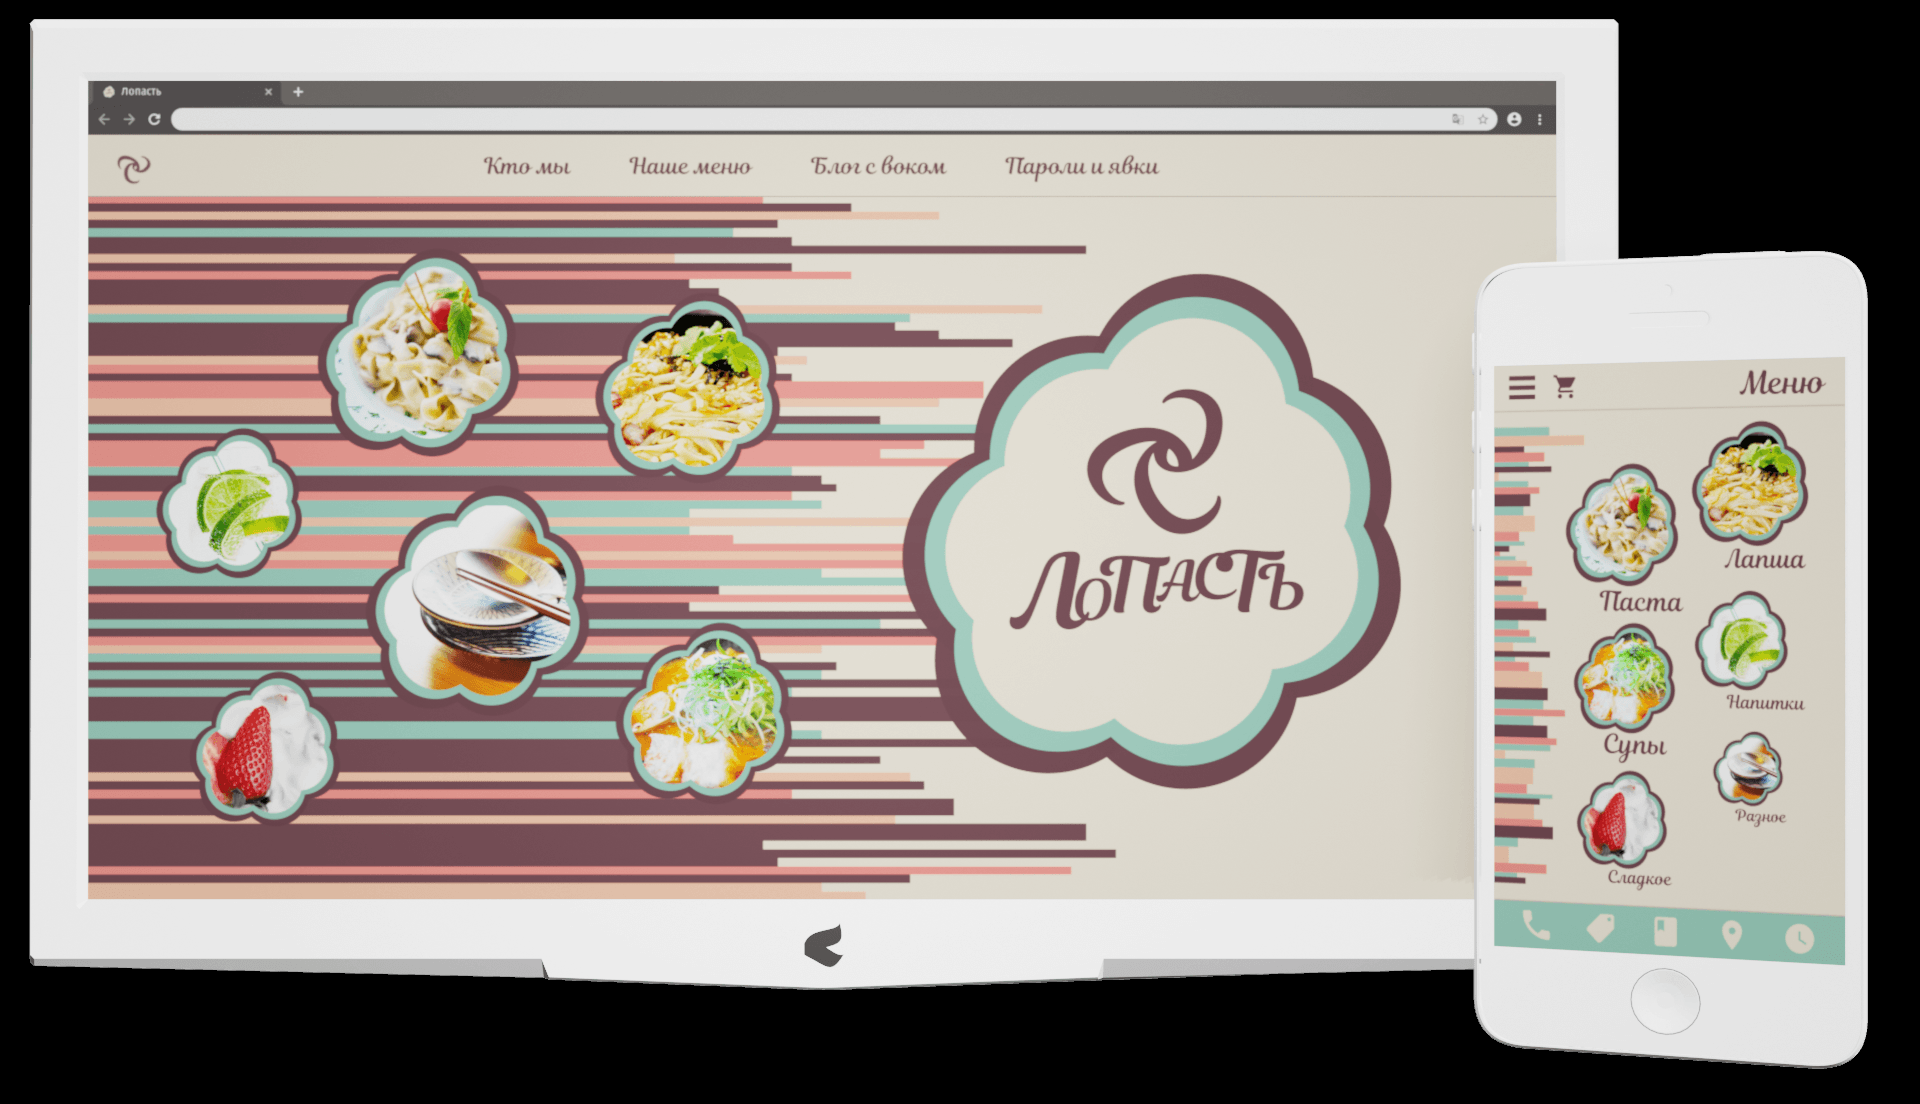 Лопасть
Кто мы
Наше меню
Блог с воком
Пароли и явки
Лопасть
Меню
Лапша
Паста
Напитки
Супы
Разное
Сладкое